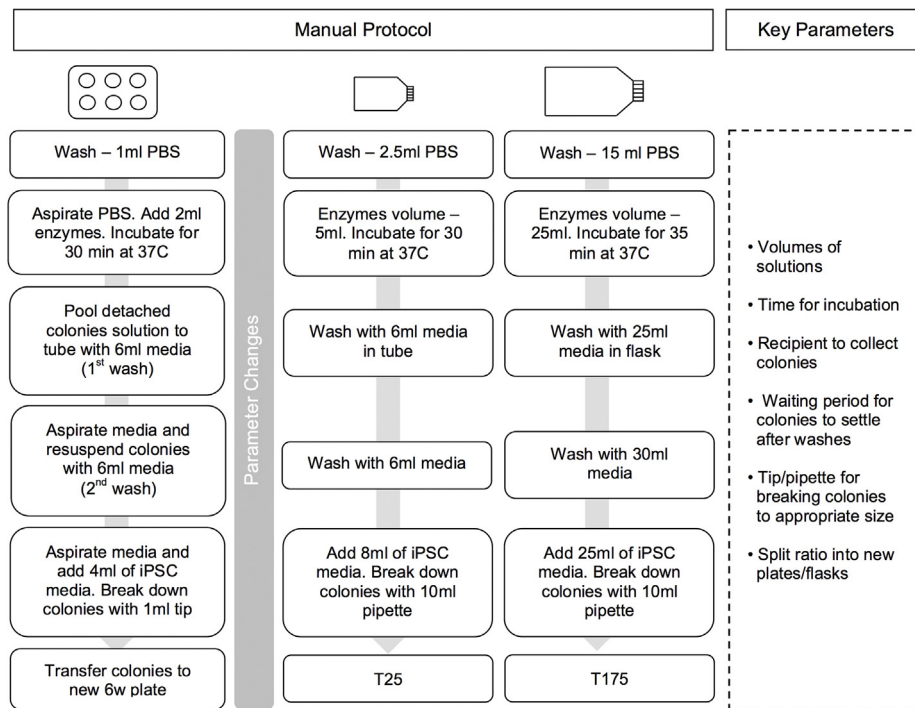 Manual Protocol
Key Parameters
Wash – 1ml PBS
Aspirate PBS. Add 2ml
enzymes. Incubate for
30 min at 37C
Pool detached
colonies solution to
tube with 6ml media
(1st wash)
Aspirate media and
resuspend colonies
with 6ml media
(2nd wash)
Aspirate media and
add 4ml of iPSC
media. Break down
colonies with 1ml tip
Transfer colonies to
new 6w plate
Parameter Changes
Wash – 2.5ml PBS
Enzymes volume –
5ml. Incubate for 30
min at 37C
Wash with 6ml media
in tube
Wash with 6ml media
Add 8ml of iPSC
media. Break down
colonies with 10ml
pipette
T25
Wash – 15 ml PBS
Enzymes volume –
25ml. Incubate for 35
min at 37C
Wash with 25ml
media in flask
Wash with 30ml
media
Add 25ml of iPSC
media. Break down
colonies with 10ml
pipette
T175
• Volumes of
solutions
• Time for incubation
• Recipient to collect
colonies
• Waiting period for
colonies to settle
after washes
• Tip/pipette for
breaking colonies
to appropriate size
• Split ratio into new
plates/flasks